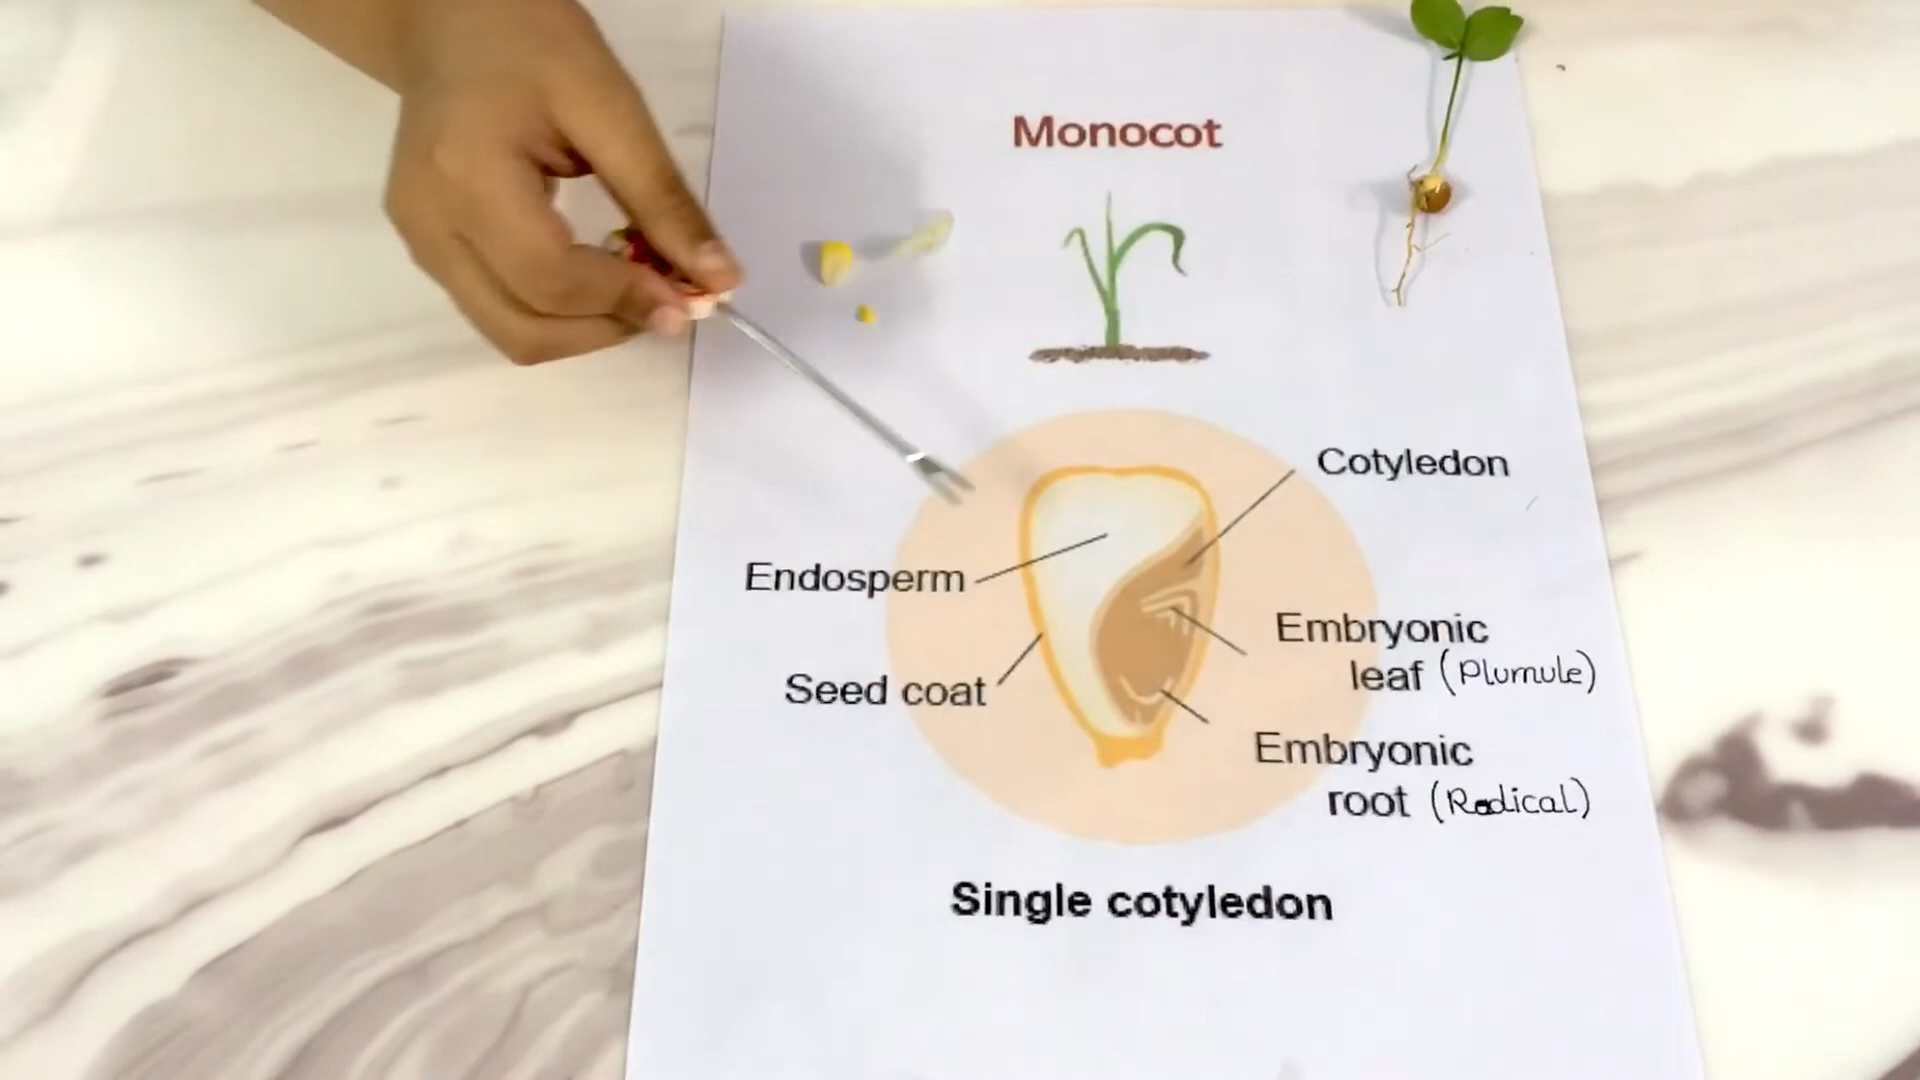 Monocot
Cotyledon
Endosperm
Embryonic
leaf (Plumule)
Seed coat
Embryonic
root (Radical)
Single cotyledon